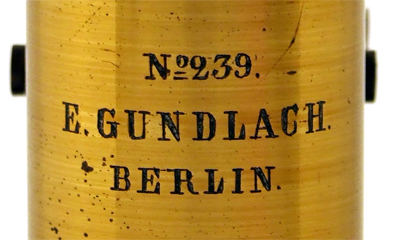 Nº239.
E. GUNDLACH.
BERLIN.